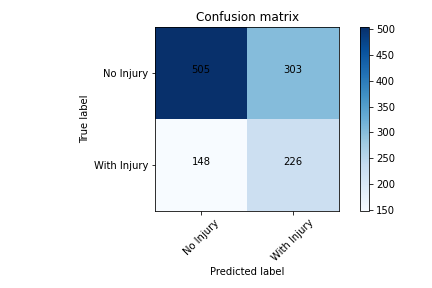 Confusion matrix
No Injury
505
303
With Injury
148
226
True label
No Injury
With Injury
Predicted label
500
450
400
350
300
250
200
150